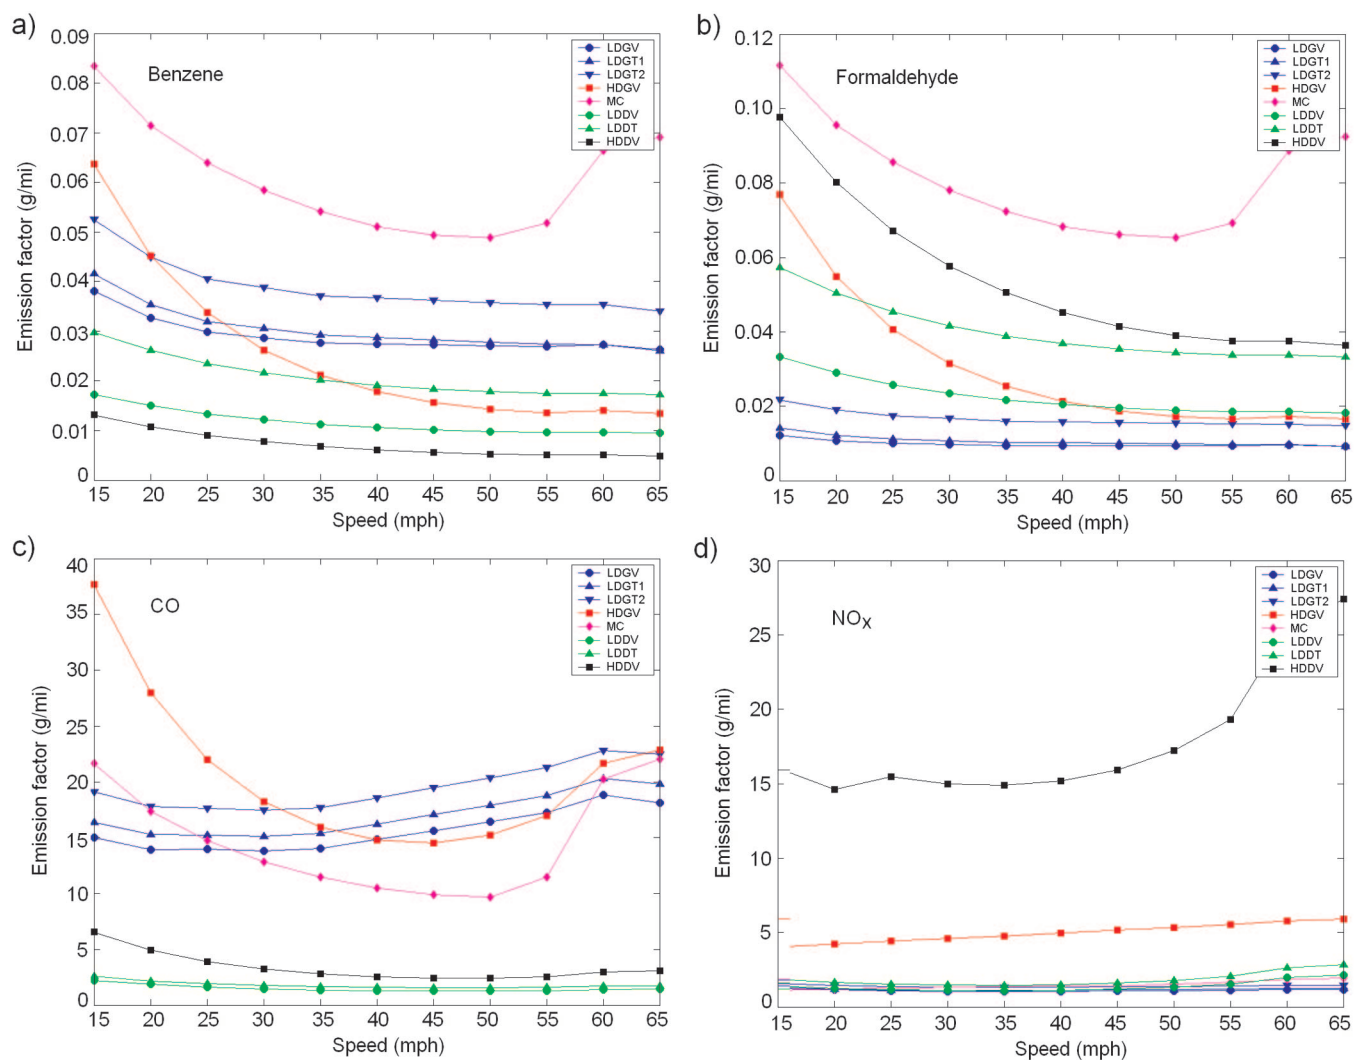 a)
0.09
0.08
0.07
0.06
0.05
0.04
0.03
0.02
0.01
0
Emission factor (g/mi)
Benzene
LDGV
LDGT1
LDGT2
HDGV
MC
LDDV
LDDT
HDDV
15 20 25 30 35 40 45 50 55 60 65
Speed (mph)
b)
0.12
0.10
0.08
0.06
0.04
0.02
0
Emission factor (g/mi)
Formaldehyde
LDGV
LDGT1
LDGT2
HDGV
MC
LDDV
LDDT
HDDV
15 20 25 30 35 40 45 50 55 60 65
Speed (mph)
c)
40
35
30
25
20
15
10
5
0
Emission factor (g/mi)
CO
LDGV
LDGT1
LDGT2
HDGV
MC
LDDV
LDDT
HDDV
15 20 25 30 35 40 45 50 55 60 65
Speed (mph)
d)
30
25
20
15
10
5
0
Emission factor (g/mi)
NOX
LDGV
LDGT1
LDGT2
HDGV
MC
LDDV
LDDT
HDDV
15 20 25 30 35 40 45 50 55 60 65
Speed (mph)